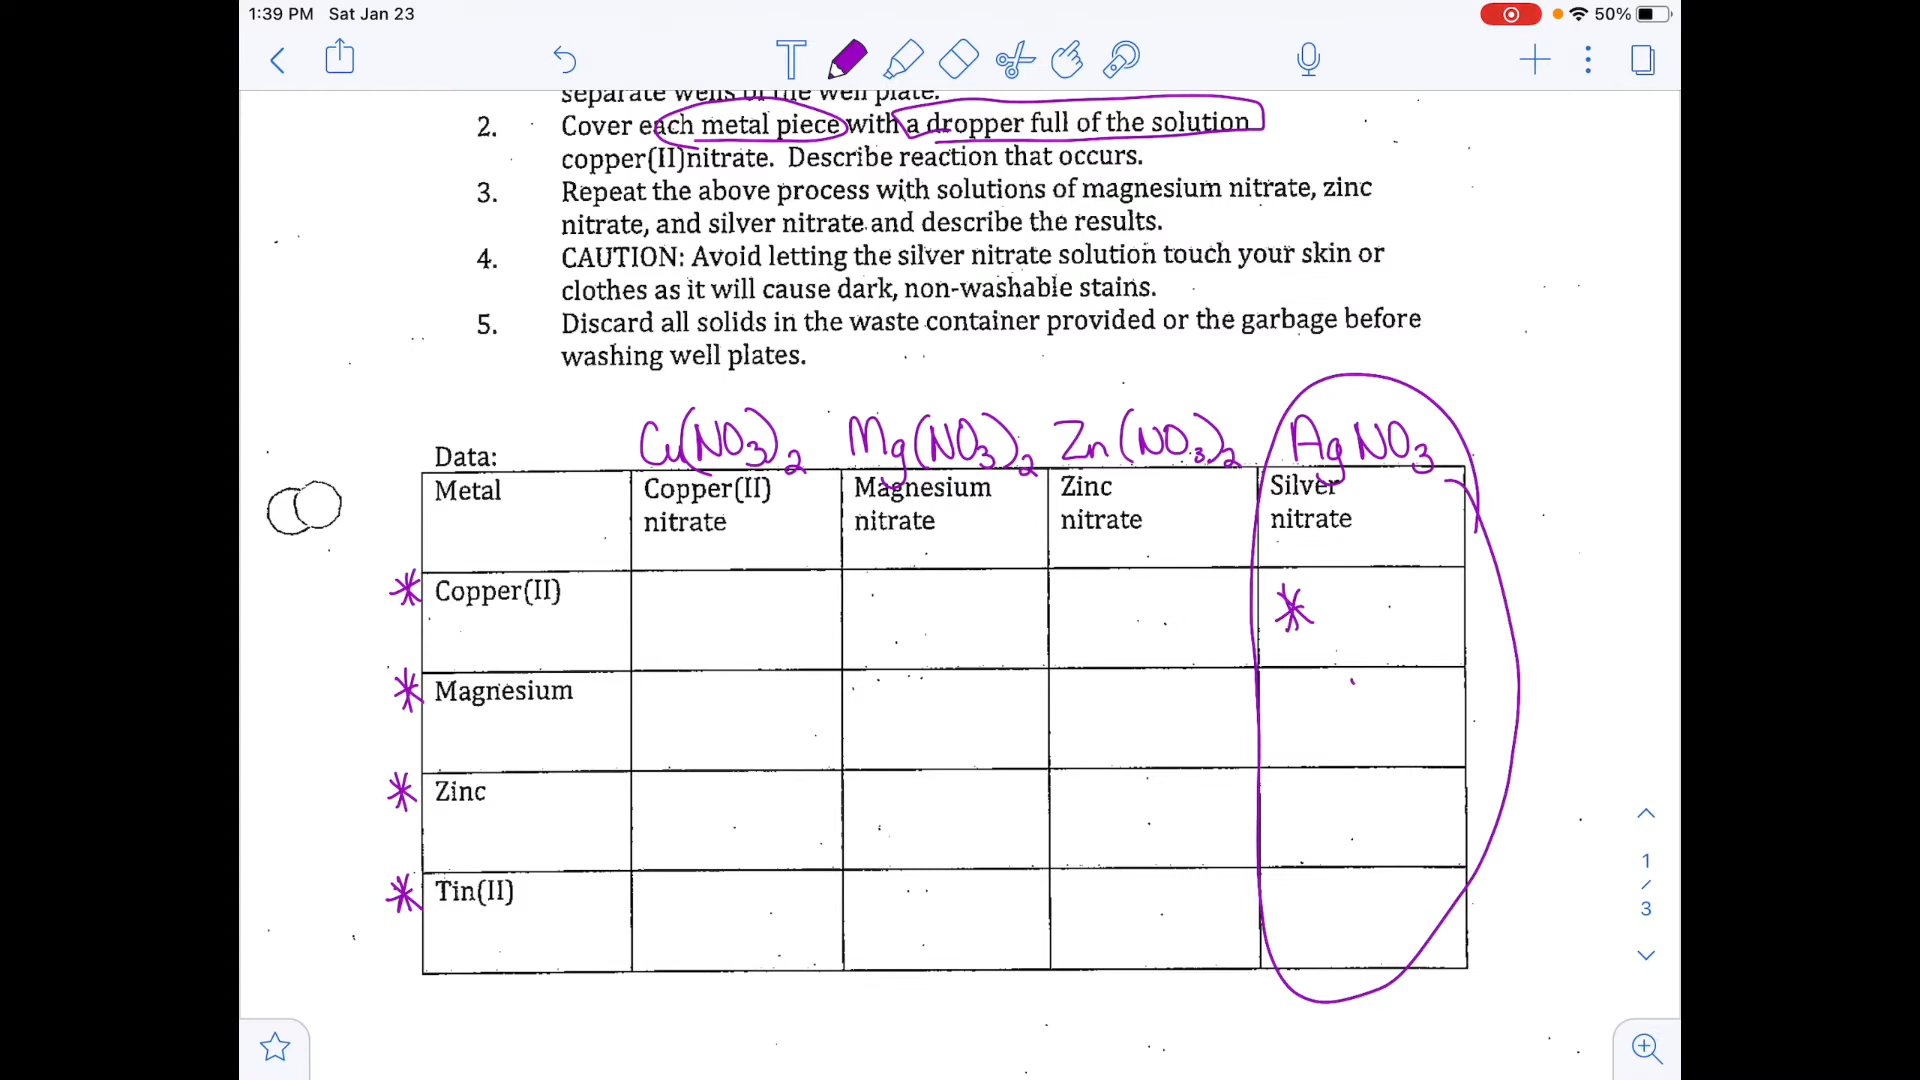 1:39 PM Sat Jan 23
50%
separate wells of the well plate.
2. Cover each metal piece with a dropper full of the solution
copper(II)nitrate. Describe reaction that occurs.
3. Repeat the above process with solutions of magnesium nitrate, zinc
nitrate, and silver nitrate and describe the results.
4. CAUTION: Avoid letting the silver nitrate solution touch your skin or
clothes as it will cause dark, non-washable stains.
5. Discard all solids in the waste container provided or the garbage before
washing well plates.
Cu(NO3)2 Mg(NO3)2 Zn(NO3)2 AgNO3
Data:
Metal Copper(II) Magnesium Zinc Silver
nitrate nitrate nitrate nitrate
Copper(II)
Magnesium
Zinc
Tin(II)
1
/
3